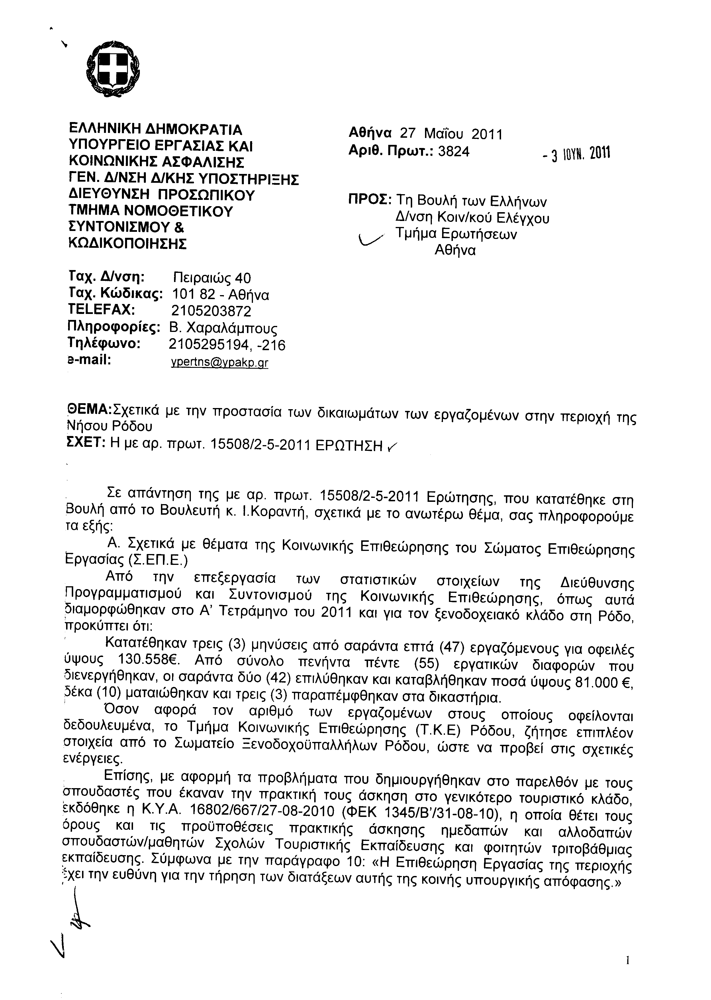 ΕΛΛΗΝΙΚΗ ΔΗΜΟΚΡΑΤΙΑ
ΥΠΟΥΡΓΕΙΟ ΕΡΓΑΣΙΑΣ ΚΑΙ
ΚΟΙΝΩΝΙΚΗΣ ΑΣΦΑΛΙΣΗΣ
ΓΕΝ. Δ/ΝΣΗ Δ/ΚΗΣ ΥΠΟΣΤΗΡΙΞΗΣ
ΔΙΕΥΘΥΝΣΗ ΠΡΟΣΩΠΙΚΟΥ
ΤΜΗΜΑ ΝΟΜΟΘΕΤΙΚΟΥ
ΣΥΝΤΟΝΙΣΜΟΥ &
ΚΩΔΙΚΟΠΟΙΗΣΗΣ
Αθήνα 27 Μαΐου 2011
Αριθ. Πρωτ.: 3824
- 3 ΙΟΥΝ. 2011
ΠΡΟΣ: Τη Βουλή των Ελλήνων
Δ/νση Κοιν/κού Ελέγχου
Τμήμα Ερωτήσεων
Αθήνα
Ταχ. Δ/νση: Πειραιώς 40
Ταχ. Κώδικας: 101 82 - Αθήνα
TELEFAX: 2105203872
Πληροφορίες: Β. Χαραλάμπους
Τηλέφωνο: 2105295194, -216
e-mail: ypertns@ypakp.gr
ΘΕΜΑ:Σχετικά με την προστασία των δικαιωμάτων των εργαζομένων στην περιοχή της
Νήσου Ρόδου
ΣΧΕΤ: Η με αρ. πρωτ. 15508/2-5-2011 ΕΡΩΤΗΣΗ
Σε απάντηση της με αρ. πρωτ. 15508/2-5-2011 Ερώτησης, που κατατέθηκε στη
Βουλή από το Βουλευτή κ. Ι.Κοραντή, σχετικά με το ανωτέρω θέμα, σας πληροφορούμε
τα εξής:
Α. Σχετικά με θέματα της Κοινωνικής Επιθεώρησης του Σώματος Επιθεώρησης
Εργασίας (Σ.ΕΠ.Ε.)
Από την επεξεργασία των στατιστικών στοιχείων της Διεύθυνσης
Προγραμματισμού και Συντονισμού της Κοινωνικής Επιθεώρησης, όπως αυτά
διαμορφώθηκαν στο Α’ Τετράμηνο του 2011 και για τον ξενοδοχειακό κλάδο στη Ρόδο,
προκύπτει ότι:
Κατατέθηκαν τρεις (3) μηνύσεις από σαράντα επτά (47) εργαζόμενους για οφειλές
ύψους 130.558€. Από σύνολο πενήντα πέντε (55) εργατικών διαφορών που
διενεργήθηκαν, οι σαράντα δύο (42) επιλύθηκαν και καταβλήθηκαν ποσά ύψους 81.000 €,
δέκα (10) ματαιώθηκαν και τρεις (3) παραπέμφθηκαν στα δικαστήρια.
Όσον αφορά τον αριθμό των εργαζομένων στους οποίους οφείλονται
δεδουλευμένα, το Τμήμα Κοινωνικής Επιθεώρησης (Τ.Κ.Ε) Ρόδου, ζήτησε επιπλέον
στοιχεία από το Σωματείο Ξενοδοχοϋπαλλήλων Ρόδου, ώστε να προβεί στις σχετικές
ενέργειες.
Επίσης, με αφορμή τα προβλήματα που δημιουργήθηκαν στο παρελθόν με τους
σπουδαστές που έκαναν την πρακτική τους άσκηση στο γενικότερο τουριστικό κλάδο,
εκδόθηκε η Κ.Υ.Α. 16802/667/27-08-2010 (ΦΕΚ 1345/Β’/31-08-10), η οποία θέτει τους
όρους και τις προϋποθέσεις πρακτικής άσκησης ημεδαπών και αλλοδαπών
σπουδαστών/μαθητών Σχολών Τουριστικής Εκπαίδευσης και φοιτητών τριτοβάθμιας
εκπαίδευσης. Σύμφωνα με την παράγραφο 10: «Η Επιθεώρηση Εργασίας της περιοχής
έχει την ευθύνη για την τήρηση των διατάξεων αυτής της κοινής υπουργικής απόφασης.»
1